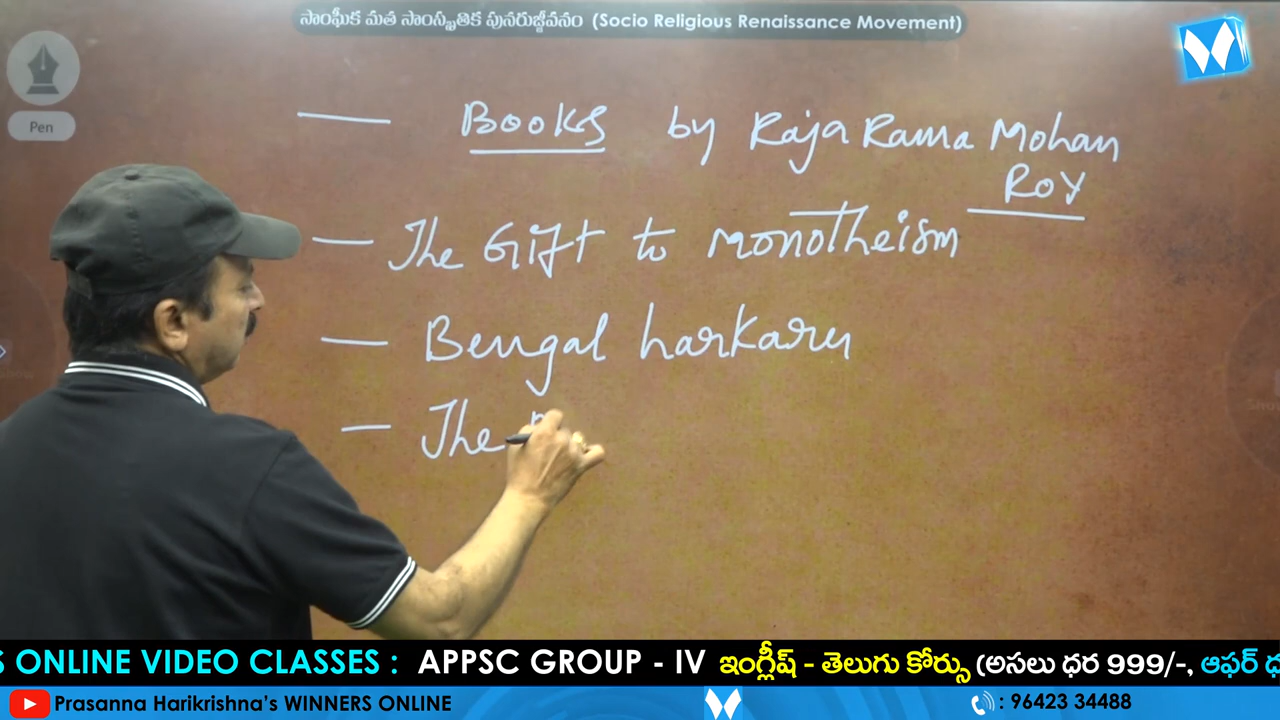 సాంఘీక మత సాంస్కృతిక పునరుజ్జీవనం (Socio Religious Renaissance Movement)
Pen
— Books by Raja Rama Mohan
Roy
— The Gift to monotheism
— Bengal harkaru
— The
S ONLINE VIDEO CLASSES : APPSC GROUP - IV ఇంగ్లీష్ - తెలుగు కోర్సు (అసలు ధర 999/-, ఆఫర్ ధ
Prasanna Harikrishna's WINNERS ONLINE : 96423 34488